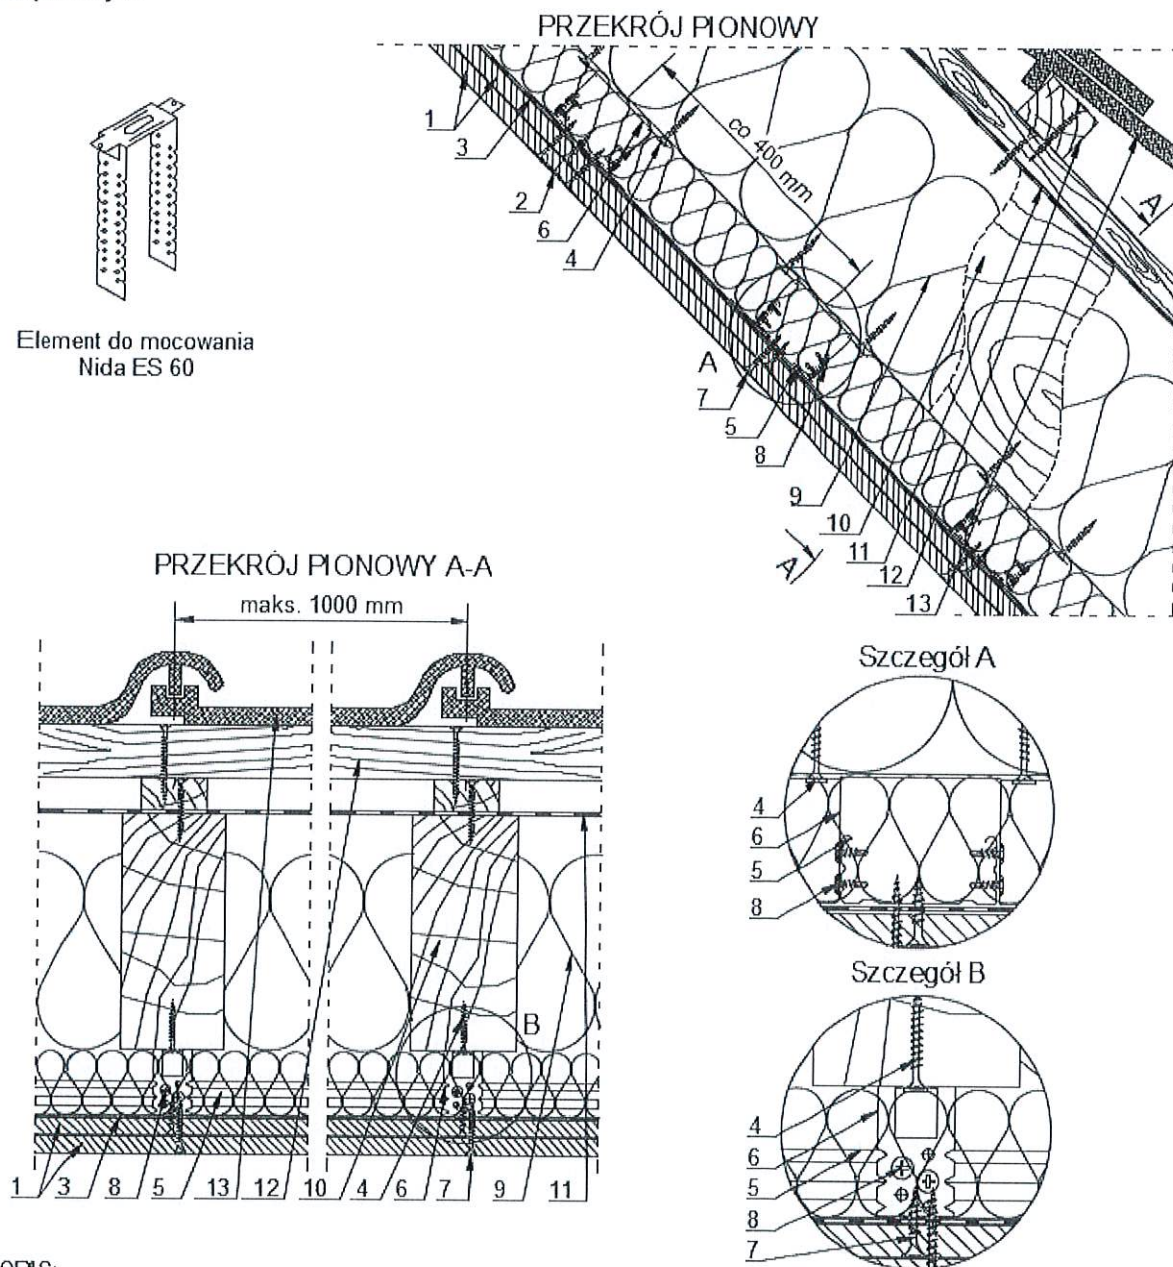 PRZEKRÓJ PIONOWY
1
3
2
6
4
ca 400 mm
A
Element do mocowania
Nida ES 60
A
7
5
8
9
10
11
12
13
A
PRZEKRÓJ PIONOWY A-A
maks. 1000 mm
B
1 3 8 5 13 12 10 4 6 7 9 11
Szczegół A
4
6
5
8
Szczegół B
4
6
5
8
7